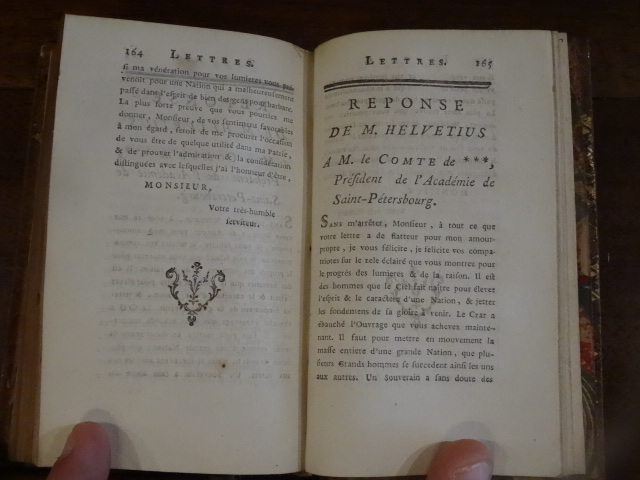 164 LETTRES.
si ma vénération pour vos lumieres vous par-
venoit pour une Nation qui a malheureusement
passé dans l'esprit de bien des gens pour barbare.
La plus forte preuve que vous pourriez me
donner, Monsieur, de vos sentimens favorables
à mon égard, seroit de me procurer l'occasion
de vous être de quelque utilité dans ma Patrie,
& de prouver l'admiration & la considération
distinguées avec lesquelles j'ai l'honneur d'être,
MONSIEUR,
Votre très-humble
serviteur.
LETTRES. 165
REPONSE
DE M. HELVETIUS
A M. le COMTE de ***,
Président de l'Académie de
Saint-Pétersbourg.
SANS m'arrêter, Monsieur, à tout ce que
votre lettre a de flatteur pour mon amour-
propre, je vous félicite, je felicite vos compa-
triotes sur le zele éclairé que vous montrez pour
le progrès des lumieres & de la raison. Il est
des hommes que le Ciel fait naître pour élever
l'esprit & le caractère d'une Nation, & jetter
les fondemens de sa gloire à venir. Le Czar a
ébauché l'Ouvrage que vous achevez mainte-
nant. Il faut pour mettre en mouvement la
masse entiere d'une grande Nation, que plu-
sieurs Grands hommes se succedent ainsi les uns
aux autres. Un Souverain a sans doute des